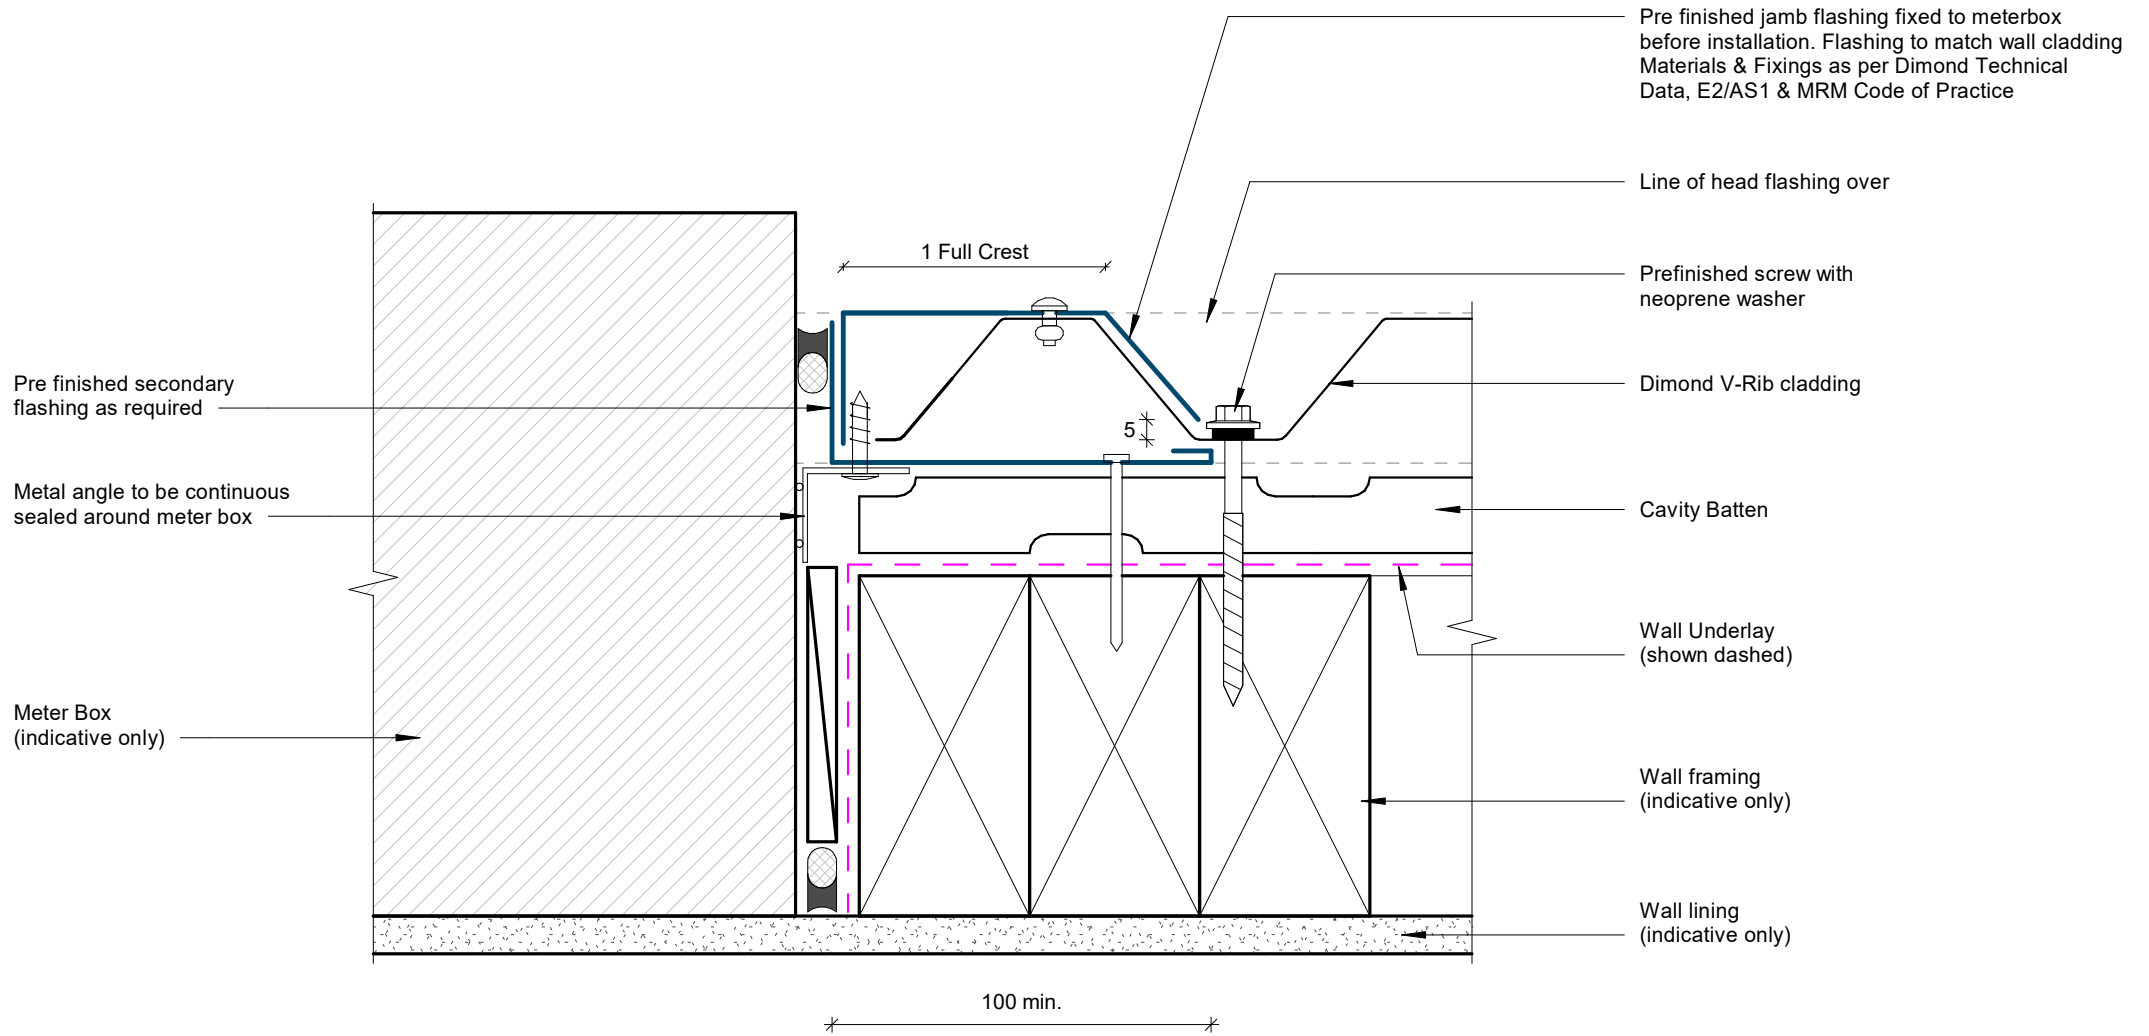 Pre finished jamb flashing fixed to meterbox
before installation. Flashing to match wall cladding
Materials & Fixings as per Dimond Technical
Data, E2/AS1 & MRM Code of Practice
Line of head flashing over
1 Full Crest
Prefinished screw with
neoprene washer
Pre finished secondary
flashing as required
Dimond V-Rib cladding
5
Metal angle to be continuous
sealed around meter box
Cavity Batten
Wall Underlay
(shown dashed)
Meter Box
(indicative only)
Wall framing
(indicative only)
Wall lining
(indicative only)
100 min.